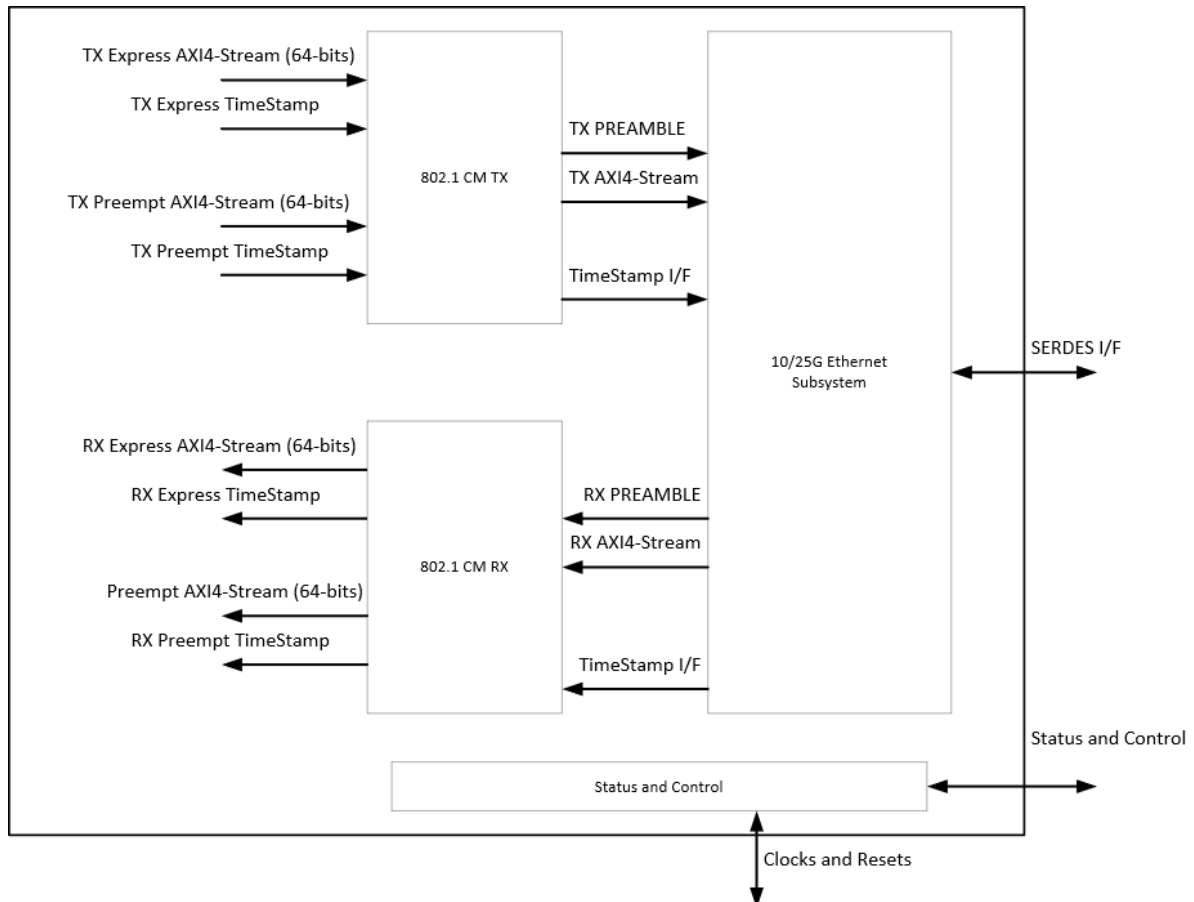 TX Express AXI4-Stream (64-bits)
TX Express TimeStamp
TX Preempt AXI4-Stream (64-bits)
TX Preempt TimeStamp
802.1 CM TX
TX PREAMBLE
TX AXI4-Stream
TimeStamp I/F
10/25G Ethernet
Subsystem
SERDES I/F
RX Express AXI4-Stream (64-bits)
RX Express TimeStamp
Preempt AXI4-Stream (64-bits)
RX Preempt TimeStamp
802.1 CM RX
RX PREAMBLE
RX AXI4-Stream
TimeStamp I/F
Status and Control
Status and Control
Clocks and Resets